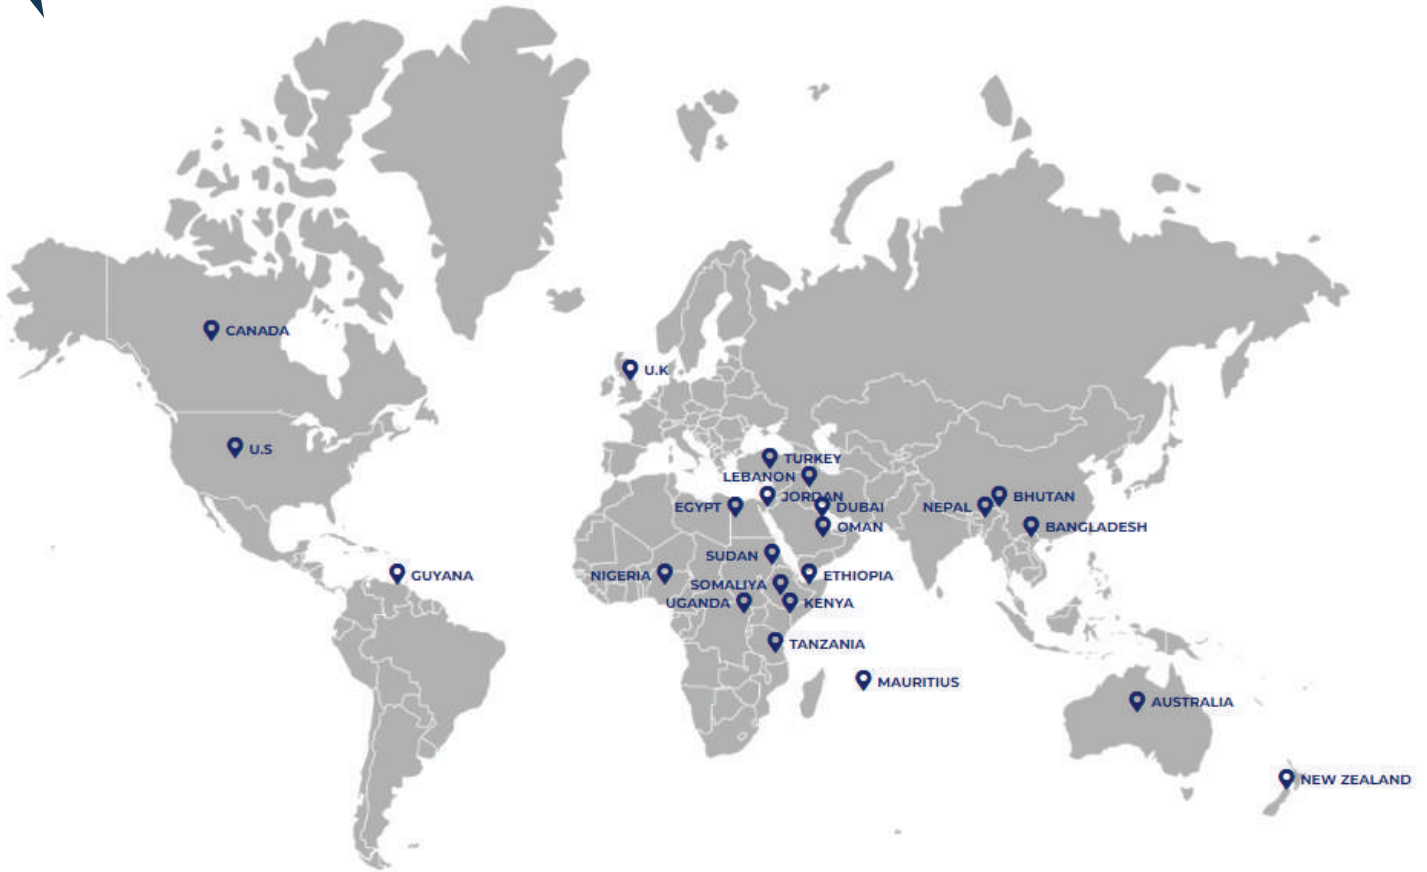 CANADA
U.K
U.S
TURKEY
LEBANON
JORDAN
EGYPT
DUBAI
OMAN
NEPAL
BHUTAN
BANGLADESH
SUDAN
NIGERIA
SOMALIYA
ETHIOPIA
GUYANA
UGANDA
KENYA
TANZANIA
MAURITIUS
AUSTRALIA
NEW ZEALAND